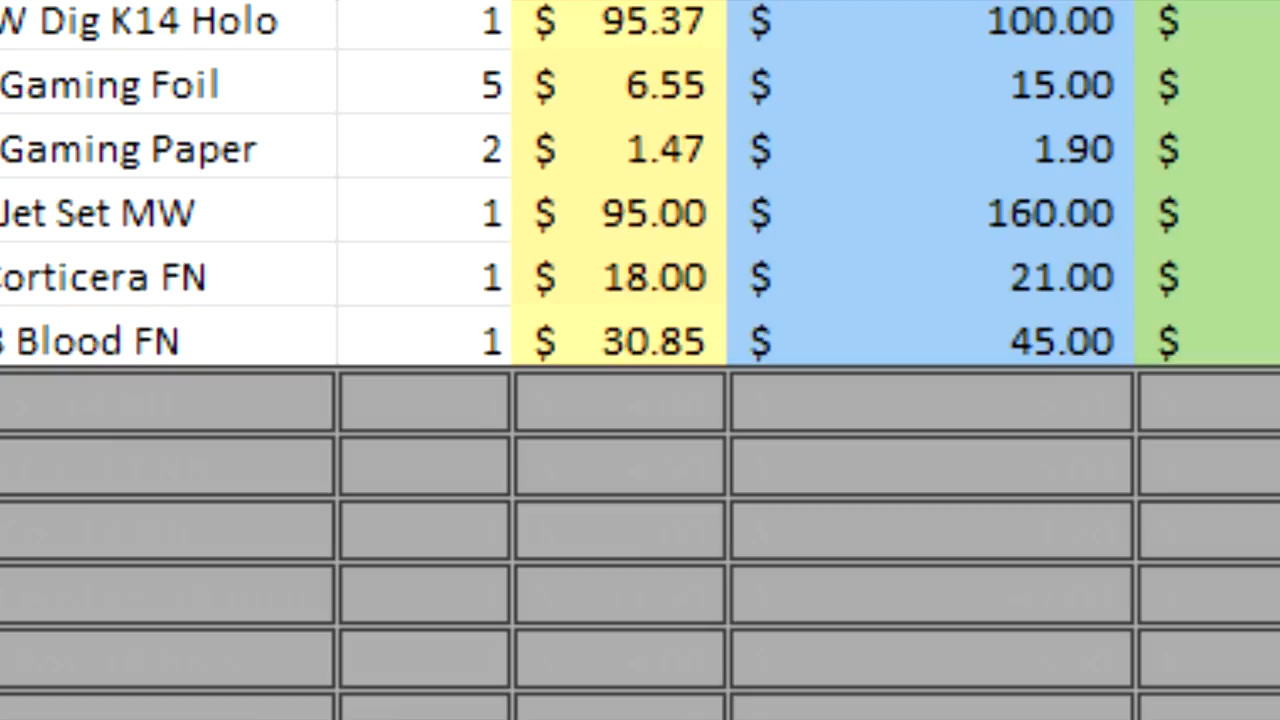 W Dig K14 Holo 1 $ 95.37 $ 100.00 $
Gaming Foil 5 $ 6.55 $ 15.00 $
Gaming Paper 2 $ 1.47 $ 1.90 $
Jet Set MW 1 $ 95.00 $ 160.00 $
Corticera FN 1 $ 18.00 $ 21.00 $
Blood FN 1 $ 30.85 $ 45.00 $